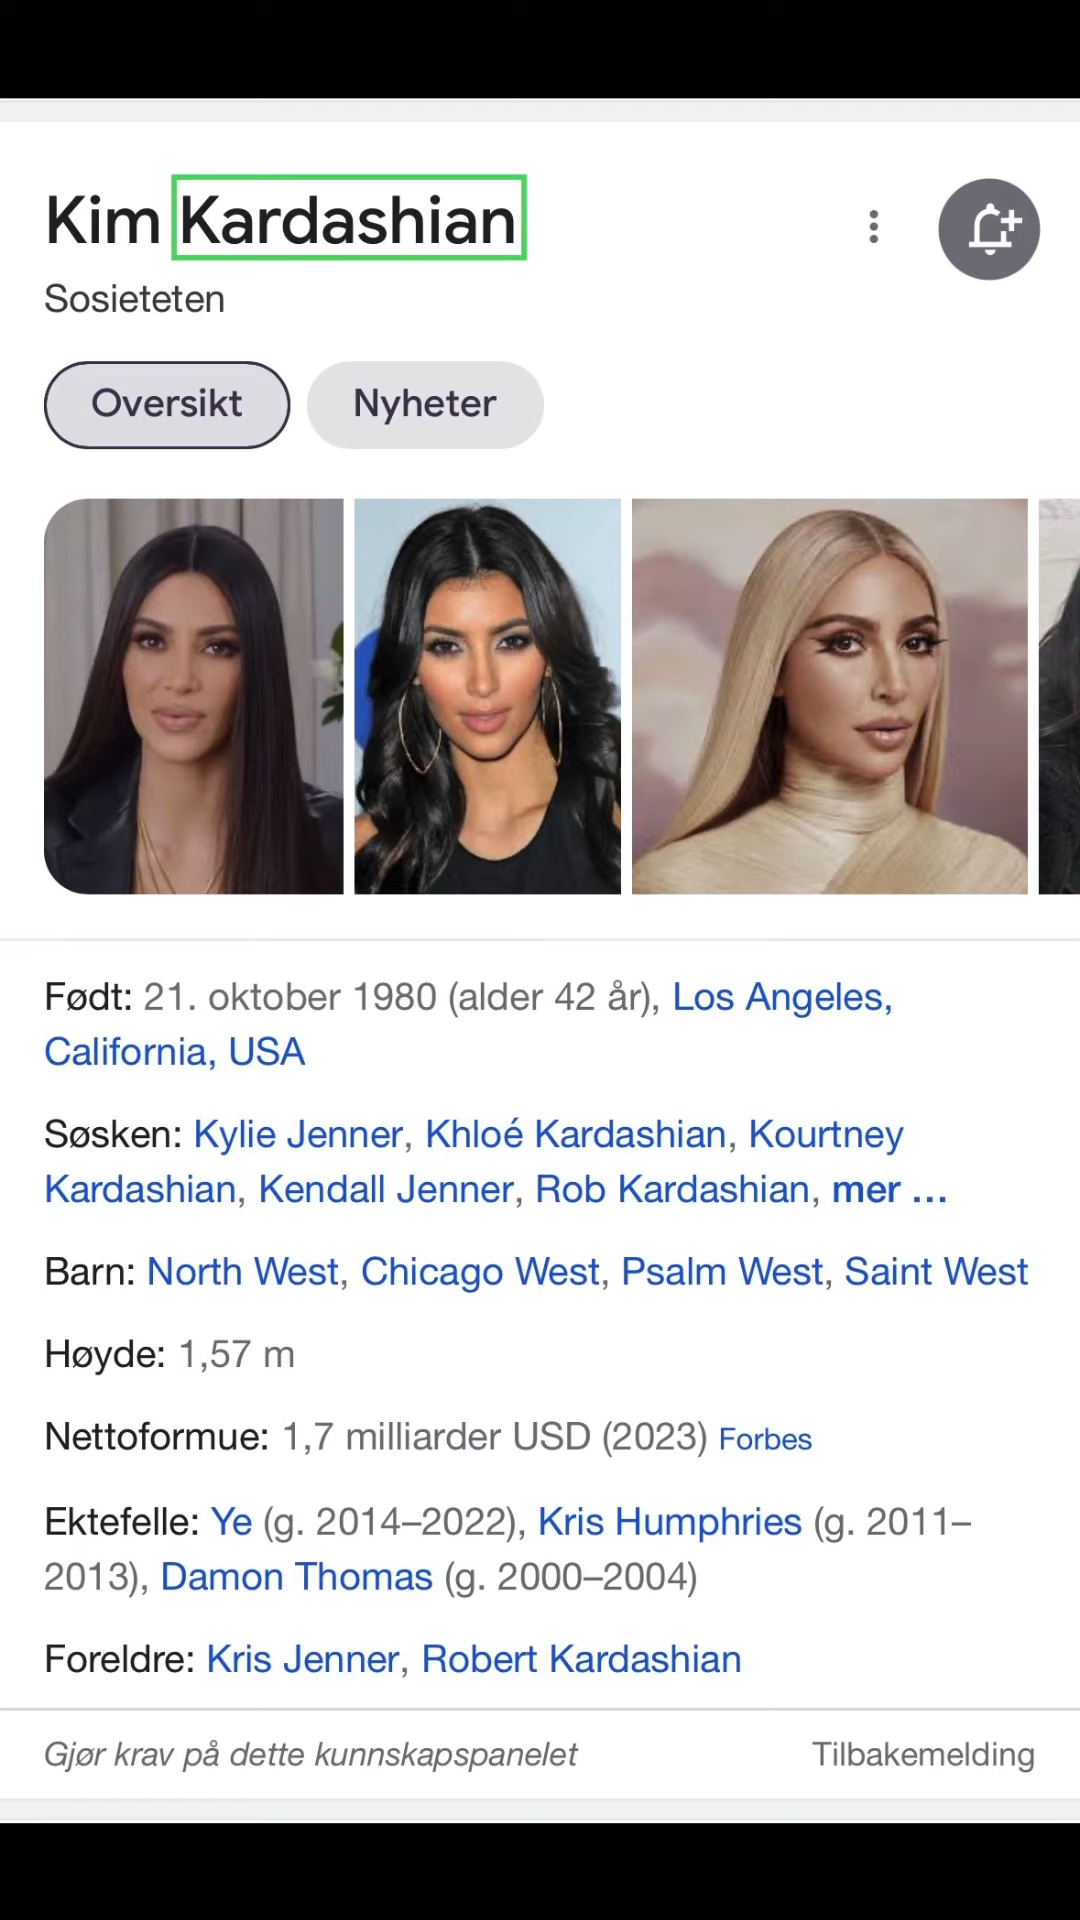 Kim Kardashian
Sosieteten
Oversikt
Nyheter
Født: 21. oktober 1980 (alder 42 år), Los Angeles,
California, USA
Søsken: Kylie Jenner, Khloé Kardashian, Kourtney
Kardashian, Kendall Jenner, Rob Kardashian, mer ...
Barn: North West, Chicago West, Psalm West, Saint West
Høyde: 1,57 m
Nettoformue: 1,7 milliarder USD (2023) Forbes
Ektefelle: Ye (g. 2014–2022), Kris Humphries (g. 2011–
2013), Damon Thomas (g. 2000–2004)
Foreldre: Kris Jenner, Robert Kardashian
Gjør krav på dette kunnskapspanelet
Tilbakemelding